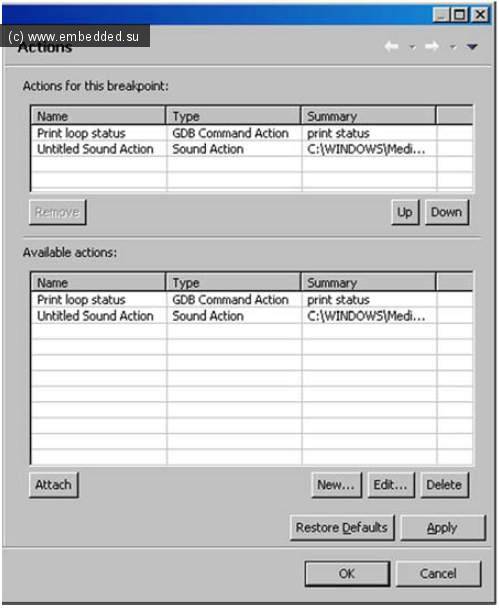 (c) www.embedded.su
Actions
Actions for this breakpoint:
Name Type Summary
Print loop status GDB Command Action print status
Untitled Sound Action Sound Action C:\WINDOWS\Medi...
Remove Up Down
Available actions:
Name Type Summary
Print loop status GDB Command Action print status
Untitled Sound Action Sound Action C:\WINDOWS\Medi...
Attach New... Edit... Delete
Restore Defaults Apply
OK Cancel